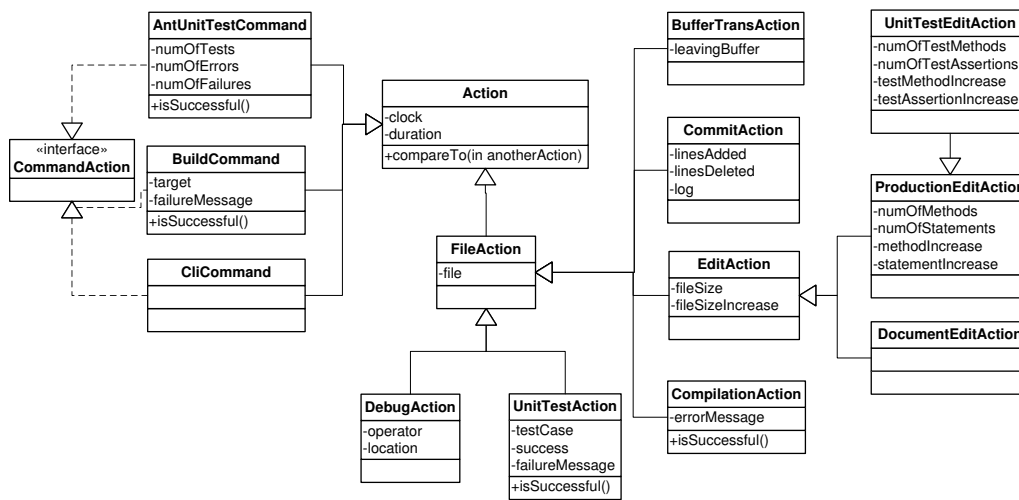 AntUnitTestCommand
-numOfTests
-numOfErrors
-numOfFailures
+isSuccessful()
«interface»
CommandAction
BuildCommand
-target
-failureMessage
+isSuccessful()
CliCommand
Action
-clock
-duration
+compareTo(in anotherAction)
FileAction
-file
DebugAction
-operator
-location
UnitTestAction
-testCase
-success
-failureMessage
+isSuccessful()
BufferTransAction
-leavingBuffer
CommitAction
-linesAdded
-linesDeleted
-log
EditAction
-fileSize
-fileSizeIncrease
CompilationAction
-errorMessage
+isSuccessful()
UnitTestEditAction
-numOfTestMethods
-numOfTestAssertions
-testMethodIncrease
-testAssertionIncrease
ProductionEditAction
-numOfMethods
-numOfStatements
-methodIncrease
-statementIncrease
DocumentEditAction